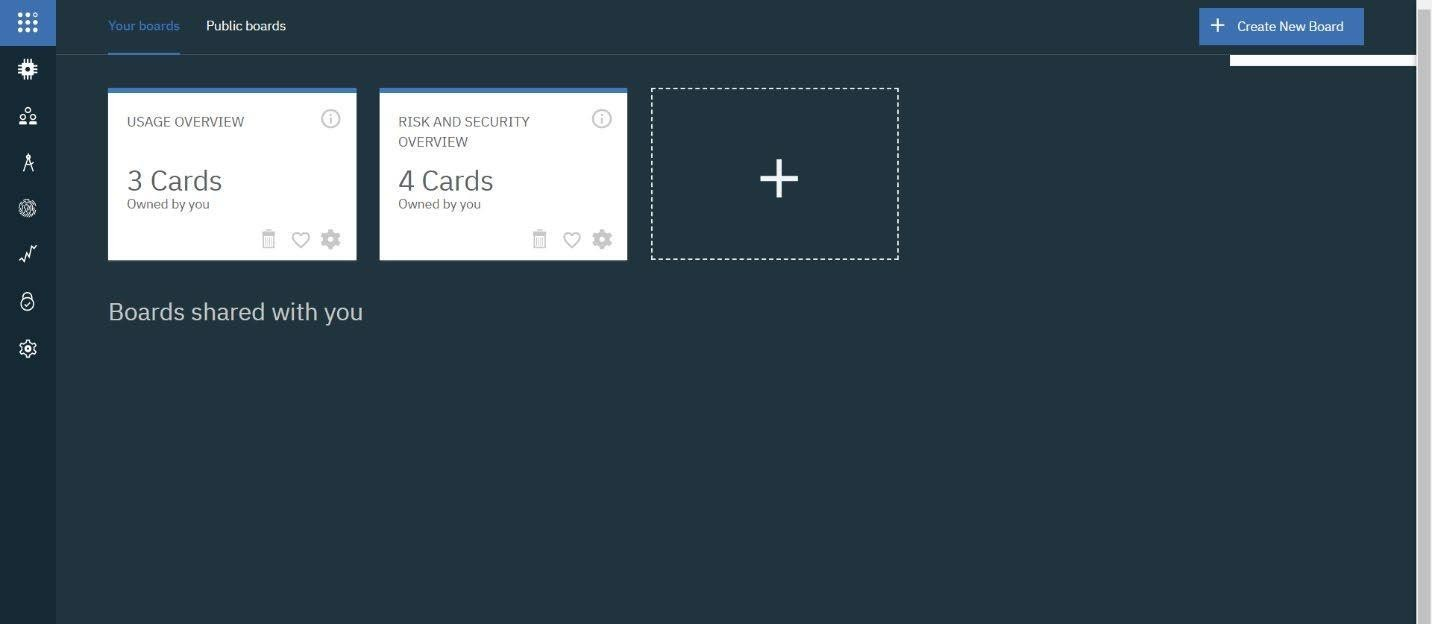 Your boards
Public boards
Create New Board
USAGE OVERVIEW
3 Cards
Owned by you
RISK AND SECURITY
OVERVIEW
4 Cards
Owned by you
Boards shared with you